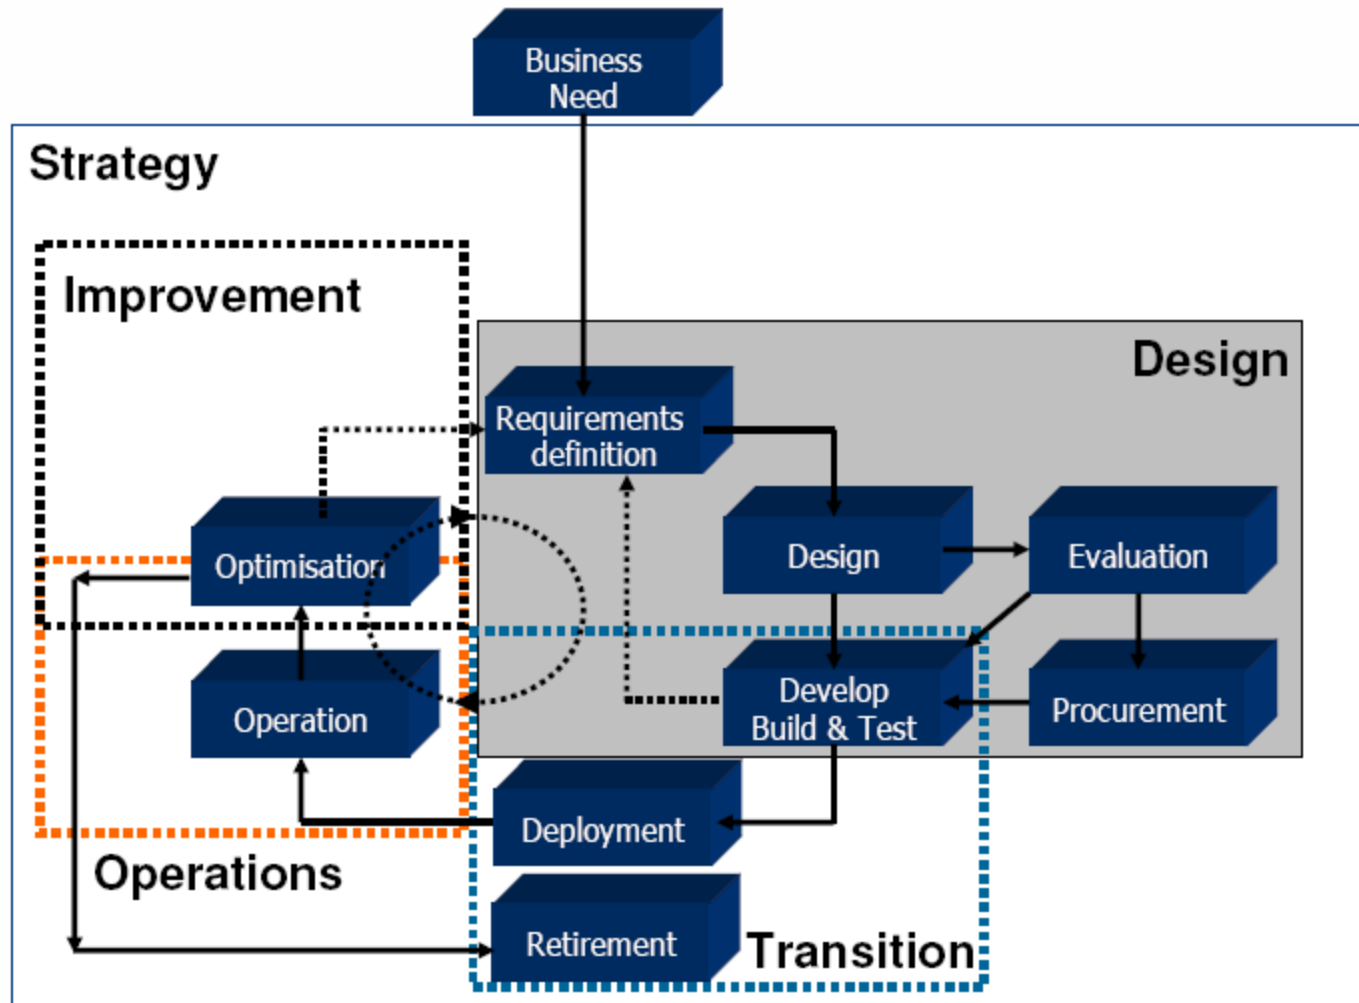 Business
Need
Strategy
Improvement
Design
Requirements
definition
Optimisation
Design
Evaluation
Operation
Develop
Build & Test
Procurement
Deployment
Operations
Retirement
Transition